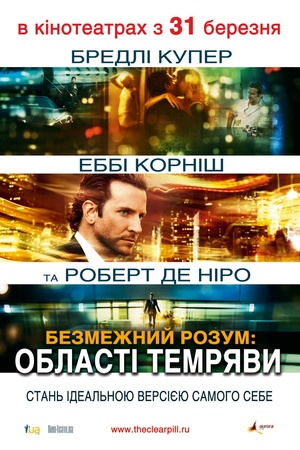 в кінотеатрах з 31 березня
БРЕДЛІ КУПЕР
ЕББІ КОРНІШ
ТА РОБЕРТ ДЕ НІРО
БЕЗМЕЖНИЙ РОЗУМ:
ОБЛАСТІ ТЕМРЯВИ
СТАНЬ ІДЕАЛЬНОЮ ВЕРСІЄЮ САМОГО СЕБЕ
www.theclearpill.ru
aurora